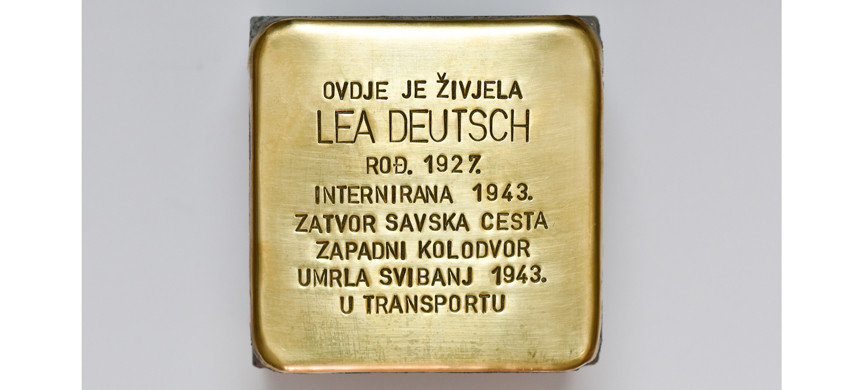 OVDJE JE ŽIVJELA
LEA DEUTSCH
ROĐ. 1927.
INTERNIRANA 1943.
ZATVOR SAVSKA CESTA
ZAPADNI KOLODVOR
UMRLA SVIBANJ 1943.
U TRANSPORTU